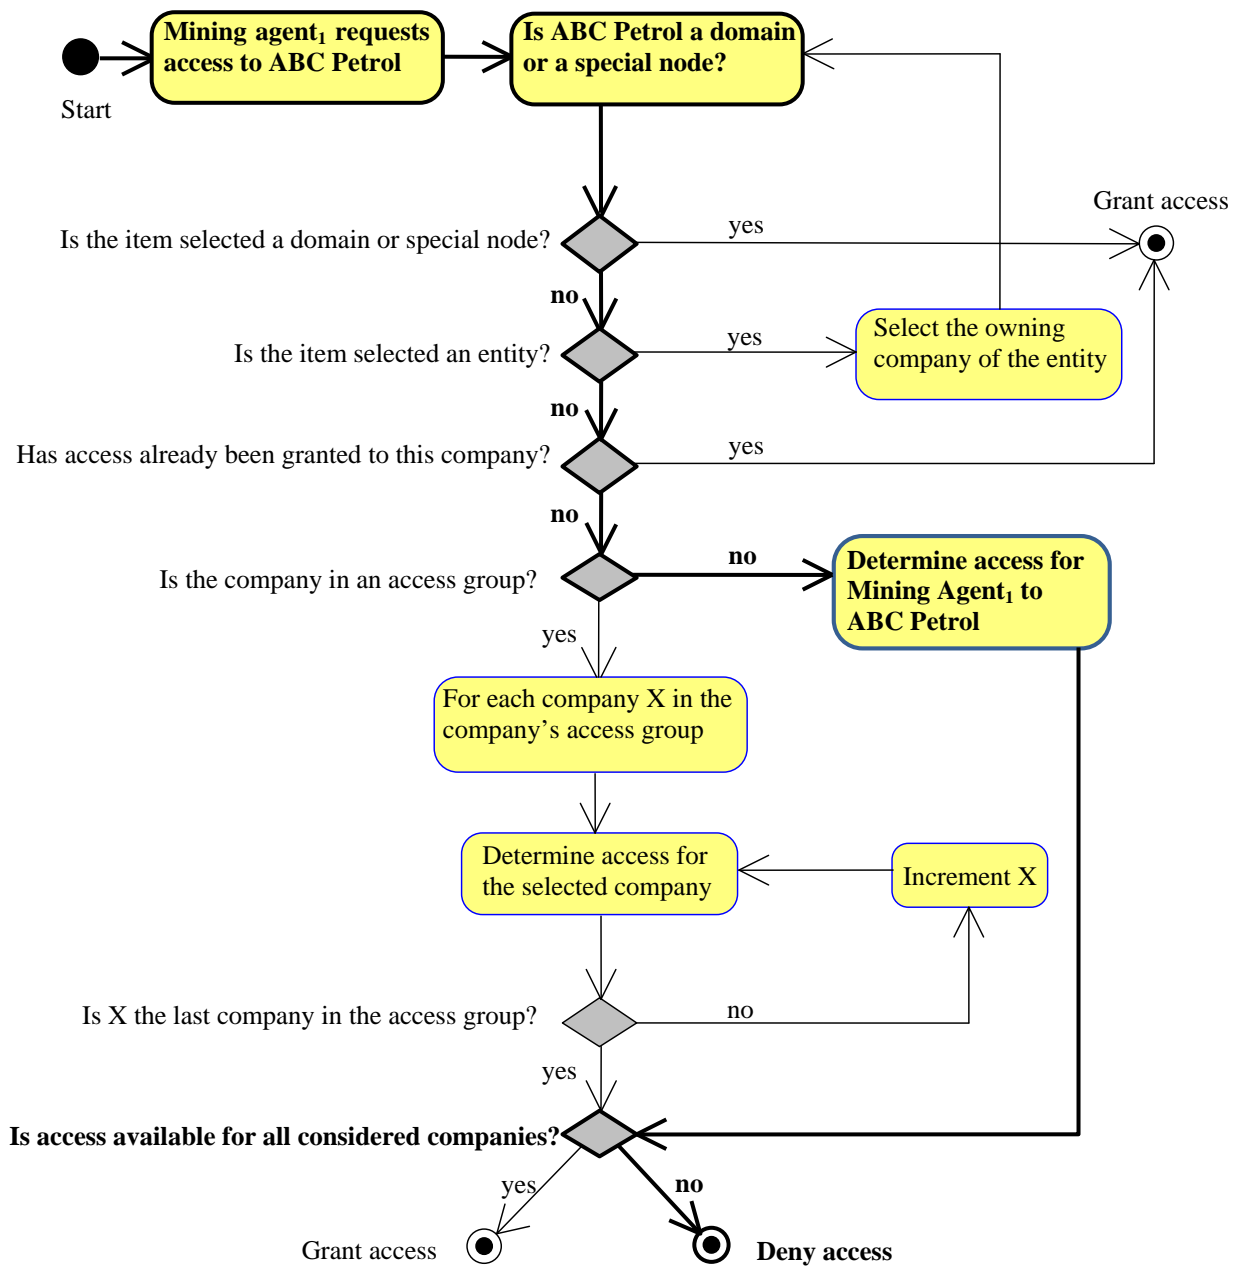 Mining agent₁ requests
access to ABC Petrol
Is ABC Petrol a domain
or a special node?
Start
Grant access
Is the item selected a domain or special node?
yes
no
Is the item selected an entity?
yes
Select the owning
company of the entity
no
Has access already been granted to this company?
yes
no
Is the company in an access group?
no
Determine access for
Mining Agent₁ to
ABC Petrol
yes
For each company X in the
company’s access group
Determine access for
the selected company
Increment X
Is X the last company in the access group?
no
yes
Is access available for all considered companies?
yes
no
Grant access
Deny access